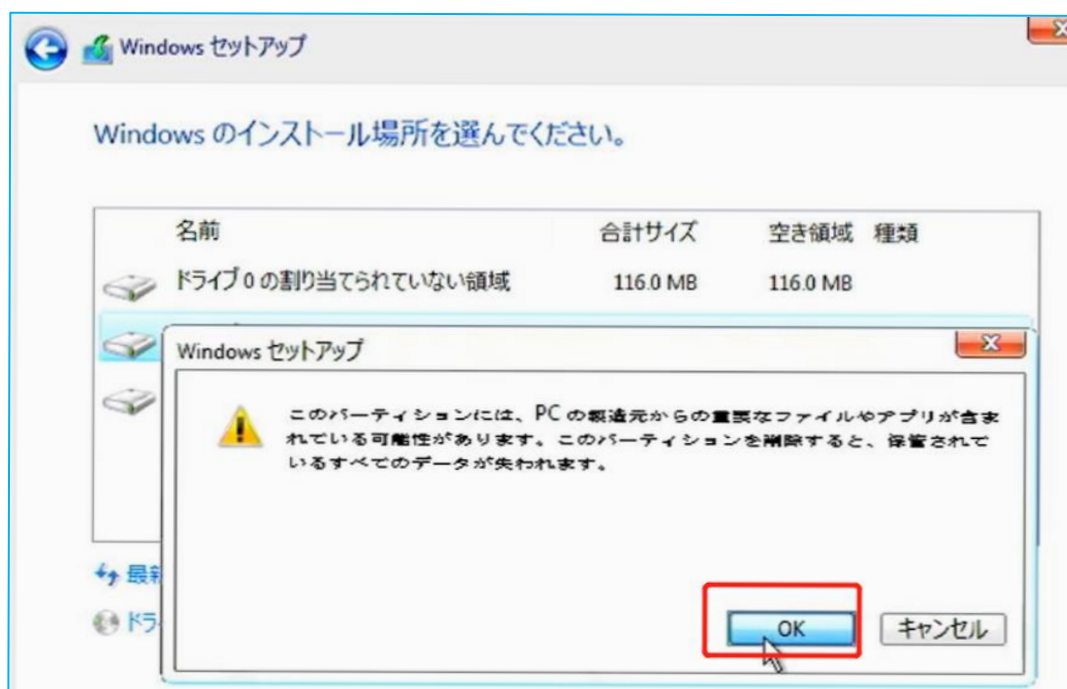 Windows セットアップ
Windows のインストール場所を選んでください。
名前 合計サイズ 空き領域 種類
ドライブ 0 の割り当てられていない領域 116.0 MB 116.0 MB
Windows セットアップ
このパーティションには、PC の製造元からの重要なファイルやアプリが含ま
れている可能性があります。このパーティションを削除すると、保管されて
いるすべてのデータが失われます。
最新
ドラ
OK キャンセル